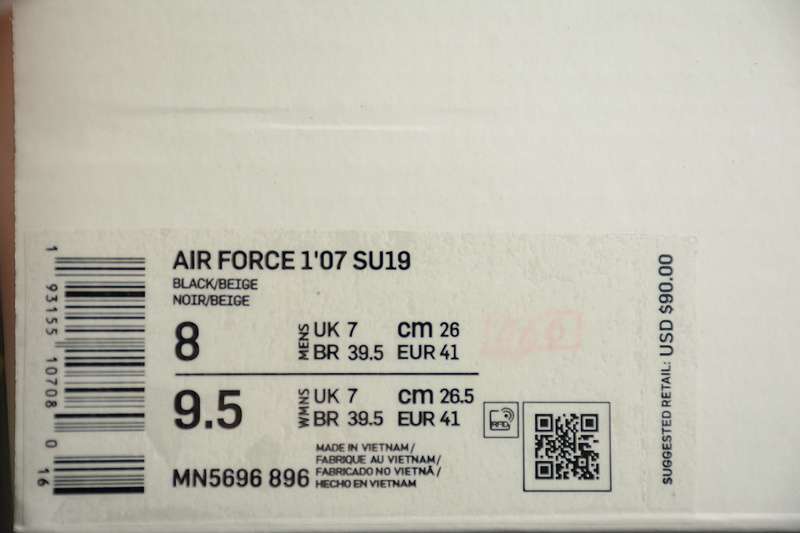 AIR FORCE 1'07 SU19
BLACK/BEIGE
NOIR/BEIGE
8 MENS UK 7 cm 26
BR 39.5 EUR 41
9.5 WMNS UK 7 cm 26.5
BR 39.5 EUR 41
MN5696 896
MADE IN VIETNAM/
FABRIQUE AU VIETNAM/
FABRICADO NO VIETNÃ/
HECHO EN VIETNAM
RFID
SUGGESTED RETAIL: USD $90.00
1 93155 10708 0 16